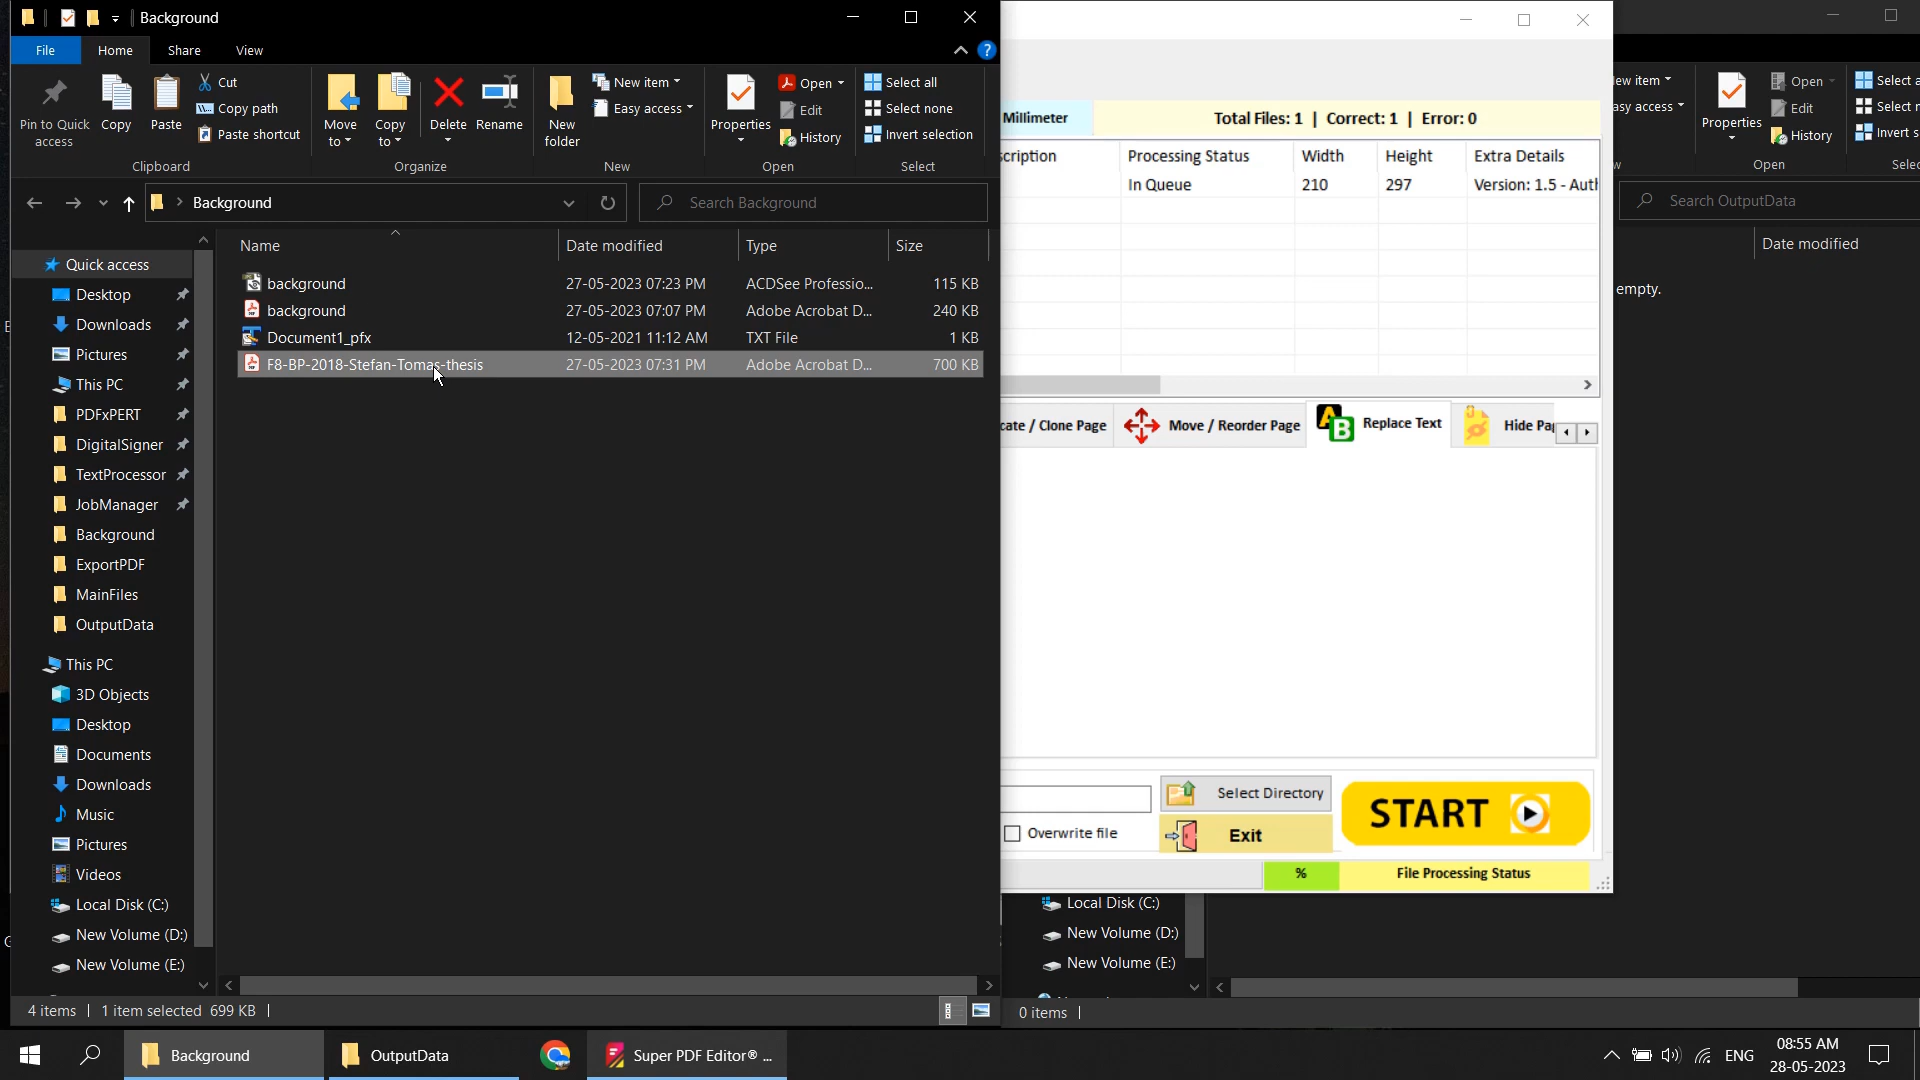 Background
File
Home
Share
View
Pin to Quick
access
Copy
Paste
Cut
Copy path
Paste shortcut
Clipboard
Move
to
Copy
to
Delete
Rename
Organize
New
folder
New item
Easy access
New
Properties
Open
Edit
History
Open
Select all
Select none
Invert selection
Select
Background
Search Background
Name
Date modified
Type
Size
background 27-05-2023 07:23 PM ACDSee Professio... 115 KB
background 27-05-2023 07:07 PM Adobe Acrobat D... 240 KB
Document1_pfx 12-05-2021 11:12 AM TXT File 1 KB
F8-BP-2018-Stefan-Tomas-thesis 27-05-2023 07:31 PM Adobe Acrobat D... 700 KB
Quick access
Desktop
Downloads
Pictures
This PC
PDFxPERT
DigitalSigner
TextProcessor
JobManager
Background
ExportPDF
MainFiles
OutputData
This PC
3D Objects
Desktop
Documents
Downloads
Music
Pictures
Videos
Local Disk (C:)
New Volume (D:)
New Volume (E:)
4 items
1 item selected 699 KB
Millimeter
Total Files: 1 | Correct: 1 | Error: 0
scription Processing Status Width Height Extra Details
In Queue 210 297 Version: 1.5 - Auth
cate / Clone Page
Move / Reorder Page
Replace Text
Hide Pag
Select Directory
START
Overwrite file
Exit
%
File Processing Status
ew item
asy access
w
Properties
Open
Edit
History
Open
Select a
Select n
Invert s
Selec
Search OutputData
Date modified
empty.
Local Disk (C:)
New Volume (D:)
New Volume (E:)
0 items
Background
OutputData
Super PDF Editor® ...
ENG
08:55 AM
28-05-2023